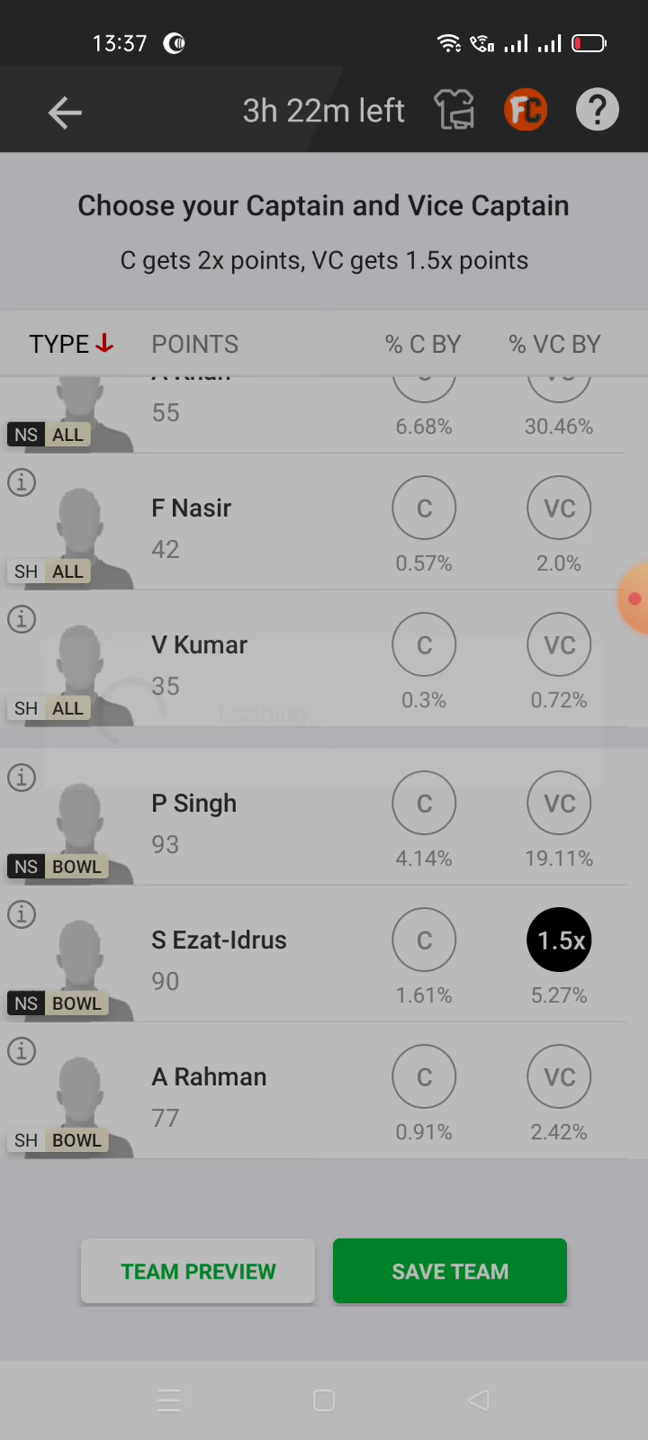 13:37
3h 22m left FC ?
Choose your Captain and Vice Captain
C gets 2x points, VC gets 1.5x points
TYPE POINTS % C BY % VC BY
A Khan C VC
55
NS ALL 6.68% 30.46%
F Nasir C VC
42
SH ALL 0.57% 2.0%
V Kumar C VC
35
SH ALL 0.3% 0.72%
Loading...
P Singh C VC
93
NS BOWL 4.14% 19.11%
S Ezat-Idrus C 1.5x
90
NS BOWL 1.61% 5.27%
A Rahman C VC
77
SH BOWL 0.91% 2.42%
TEAM PREVIEW SAVE TEAM